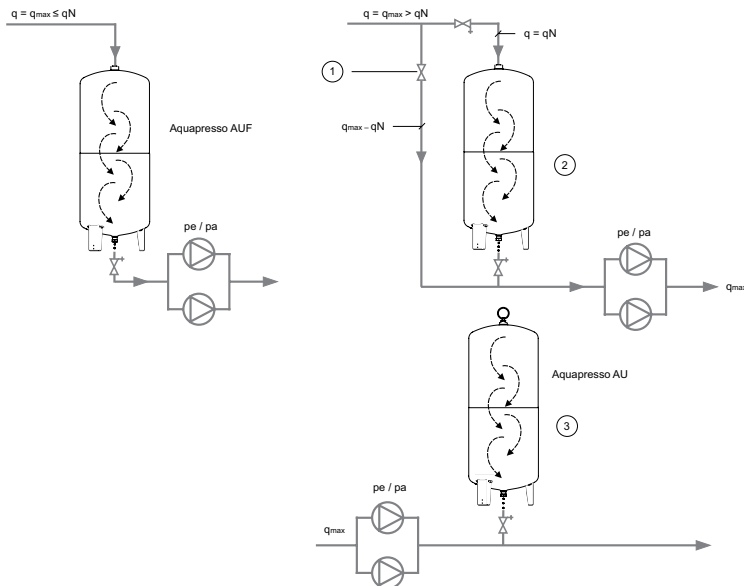 q = qmax ≤ qN
Aquapresso AUF
pe / pa
q = qmax > qN
q = qN
1
qmax – qN
2
pe / pa
qmax
Aquapresso AU
3
pe / pa
qmax